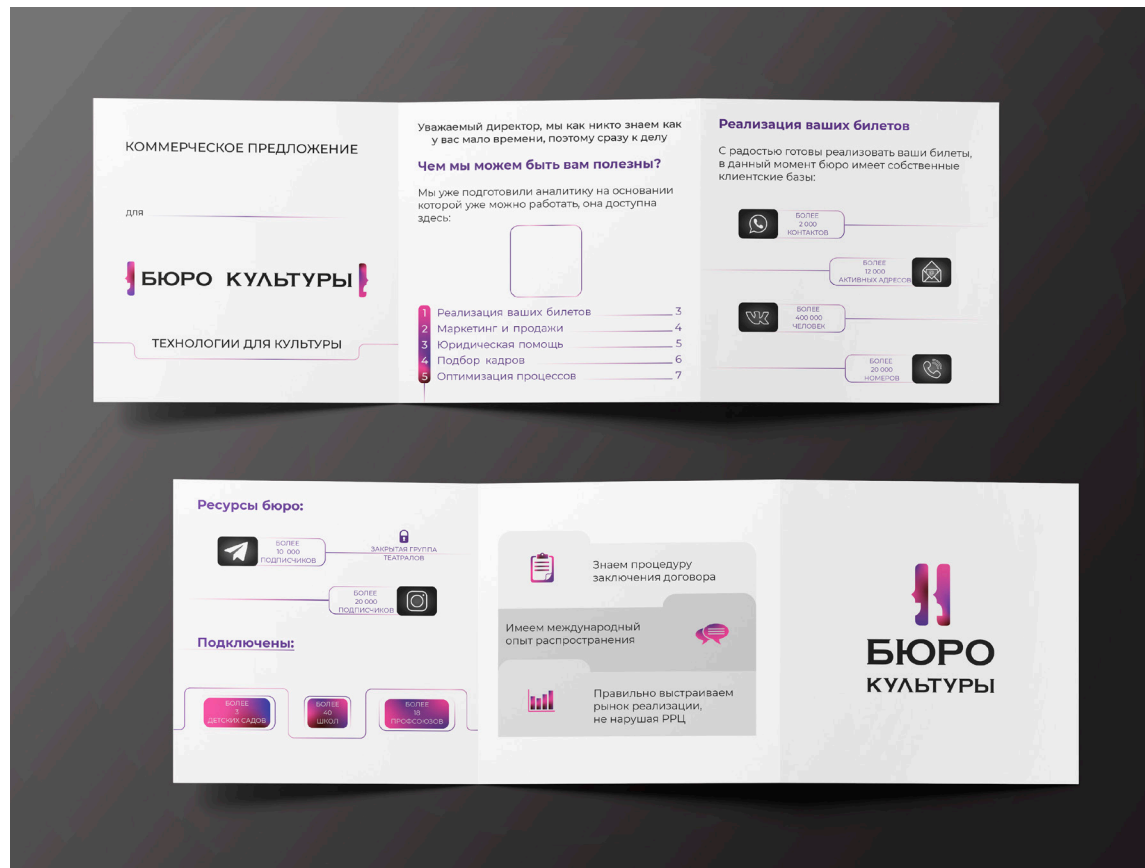 КОММЕРЧЕСКОЕ ПРЕДЛОЖЕНИЕ
для
БЮРО КУЛЬТУРЫ
ТЕХНОЛОГИИ ДЛЯ КУЛЬТУРЫ
Уважаемый директор, мы как никто знаем как
у вас мало времени, поэтому сразу к делу
Чем мы можем быть вам полезны?
Мы уже подготовили аналитику на основании
которой уже можно работать, она доступна
здесь:
1 Реализация ваших билетов 3
2 Маркетинг и продажи 4
3 Юридическая помощь 5
4 Подбор кадров 6
5 Оптимизация процессов 7
Реализация ваших билетов
С радостью готовы реализовать ваши билеты,
в данный момент бюро имеет собственные
клиентские базы:
БОЛЕЕ
2 000
КОНТАКТОВ
БОЛЕЕ
12 000
АКТИВНЫХ АДРЕСОВ
БОЛЕЕ
400 000
ЧЕЛОВЕК
БОЛЕЕ
20 000
НОМЕРОВ
Ресурсы бюро:
БОЛЕЕ
10 000
ПОДПИСЧИКОВ
ЗАКРЫТАЯ ГРУППА
ТЕАТРАЛОВ
БОЛЕЕ
20 000
ПОДПИСЧИКОВ
Подключены:
БОЛЕЕ
3
ДЕТСКИХ САДОВ
БОЛЕЕ
40
ШКОЛ
БОЛЕЕ
18
ПРОФСОЮЗОВ
Знаем процедуру
заключения договора
Имеем международный
опыт распространения
Правильно выстраиваем
рынок реализации,
не нарушая РРЦ
БЮРО
КУЛЬТУРЫ